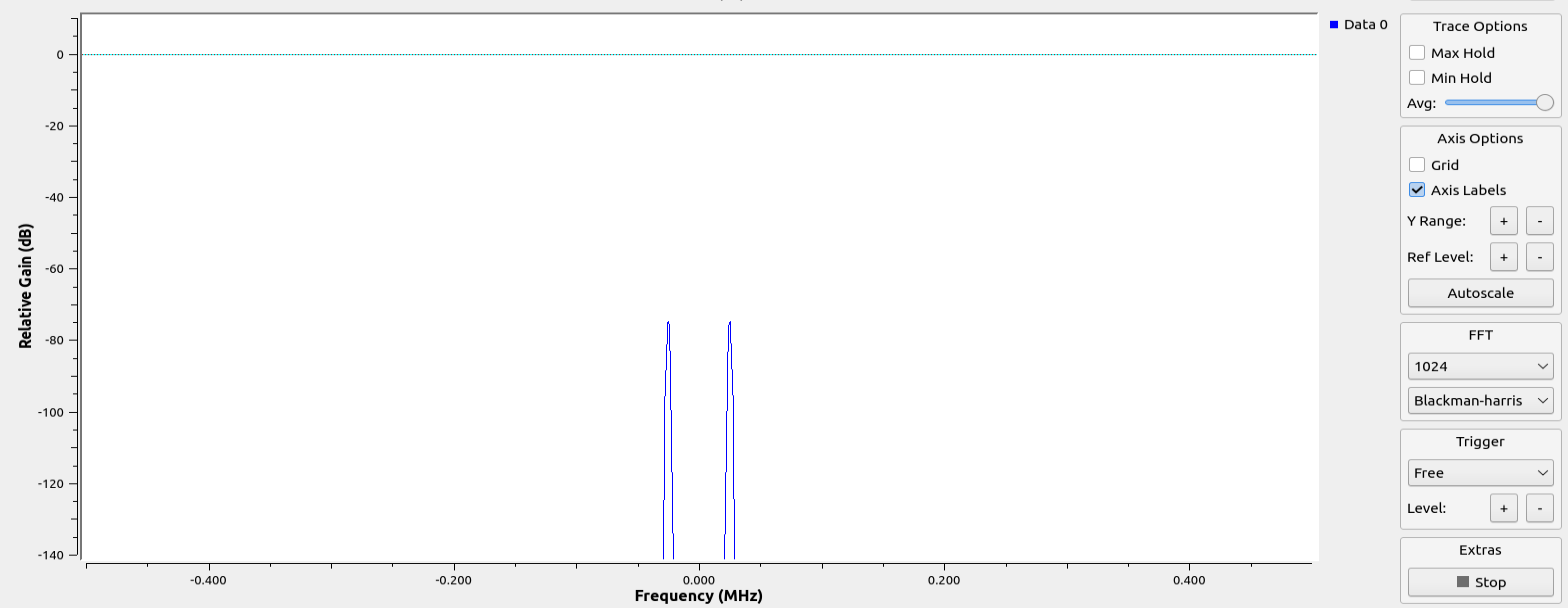 Data 0
0
-20
-40
-60
-80
-100
-120
-140
Relative Gain (dB)
-0.400
-0.200
0.000
0.200
0.400
Frequency (MHz)
Trace Options
Max Hold
Min Hold
Avg:
Axis Options
Grid
Axis Labels
Y Range: + -
Ref Level: + -
Autoscale
FFT
1024
Blackman-harris
Trigger
Free
Level: + -
Extras
Stop